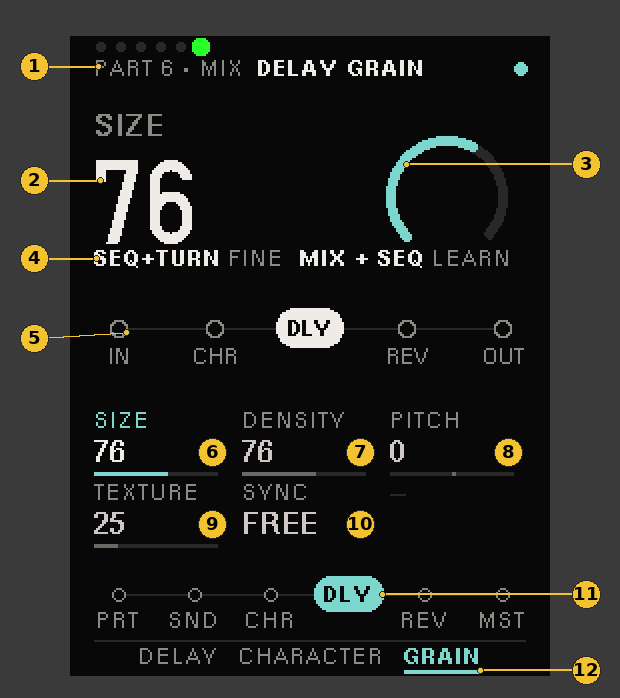 1 PART 6 · MIX DELAY GRAIN
SIZE
2 76 3
4 SEQ+TURN FINE MIX + SEQ LEARN
5 DLY
IN CHR REV OUT
SIZE DENSITY PITCH
76 6 76 7 0 8
TEXTURE SYNC —
25 9 FREE 10
DLY 11
PRT SND CHR REV MST
DELAY CHARACTER GRAIN
12